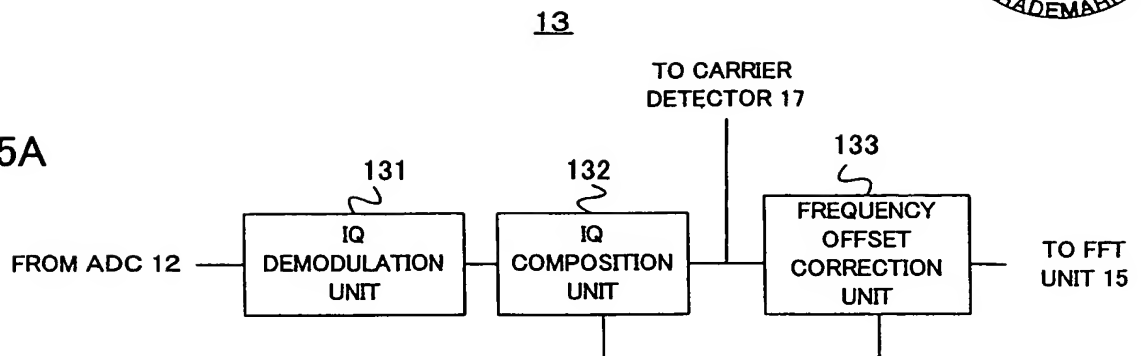 13
TO CARRIER
DETECTOR 17
5A
131
132
133
FROM ADC 12
IQ
DEMODULATION
UNIT
IQ
COMPOSITION
UNIT
FREQUENCY
OFFSET
CORRECTION
UNIT
TO FFT
UNIT 15